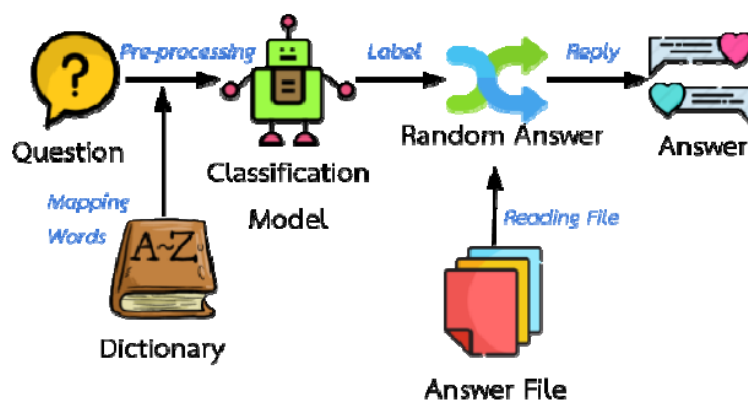 Pre-processing
Label
Reply
?
Question
Classification
Model
Random Answer
Answer
Mapping
Words
Reading File
A~Z
Dictionary
Answer File